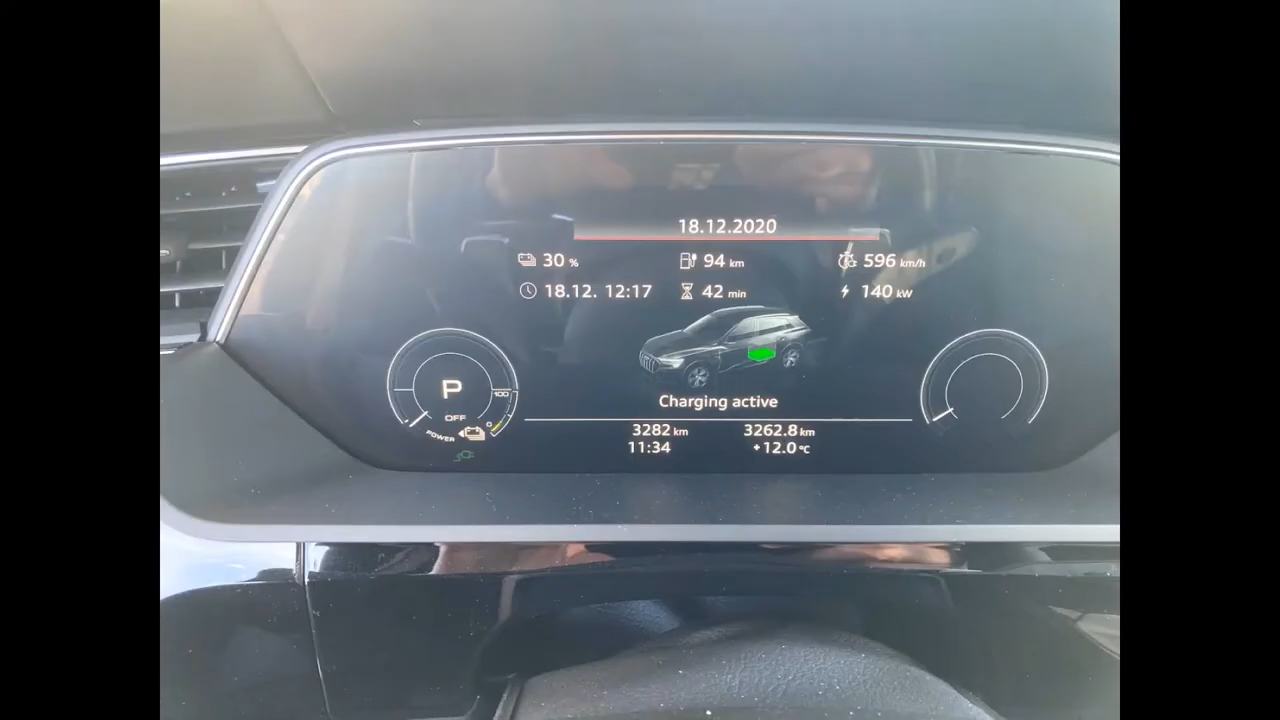 18.12.2020
30 % 94 km 596 km/h
18.12. 12:17 42 min 140 kW
P
100
OFF
0
POWER
Charging active
3282 km 3262.8 km
11:34 +12.0 °C